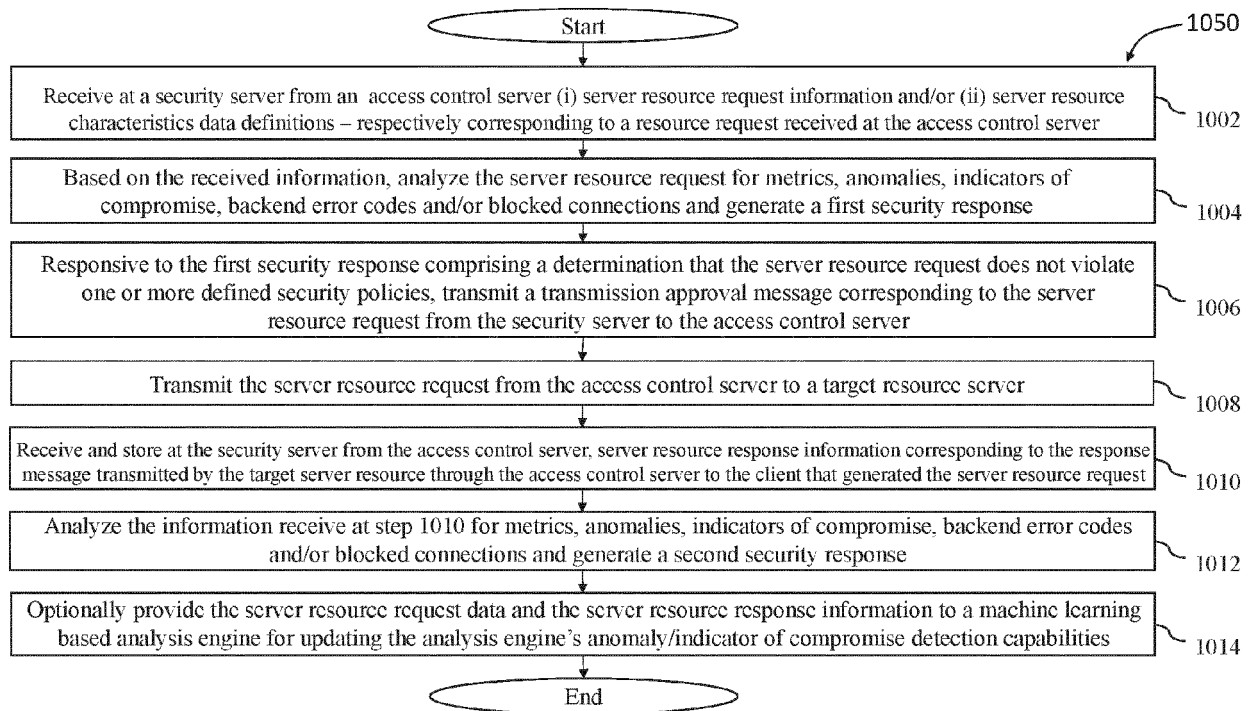 Start
1050
Receive at a security server from an access control server (i) server resource request information and/or (ii) server resource
characteristics data definitions – respectively corresponding to a resource request received at the access control server
1002
Based on the received information, analyze the server resource request for metrics, anomalies, indicators of
compromise, backend error codes and/or blocked connections and generate a first security response
1004
Responsive to the first security response comprising a determination that the server resource request does not violate
one or more defined security policies, transmit a transmission approval message corresponding to the server
resource request from the security server to the access control server
1006
Transmit the server resource request from the access control server to a target resource server
1008
Receive and store at the security server from the access control server, server resource response information corresponding to the response
message transmitted by the target server resource through the access control server to the client that generated the server resource request
1010
Analyze the information receive at step 1010 for metrics, anomalies, indicators of compromise, backend error codes
and/or blocked connections and generate a second security response
1012
Optionally provide the server resource request data and the server resource response information to a machine learning
based analysis engine for updating the analysis engine's anomaly/indicator of compromise detection capabilities
1014
End